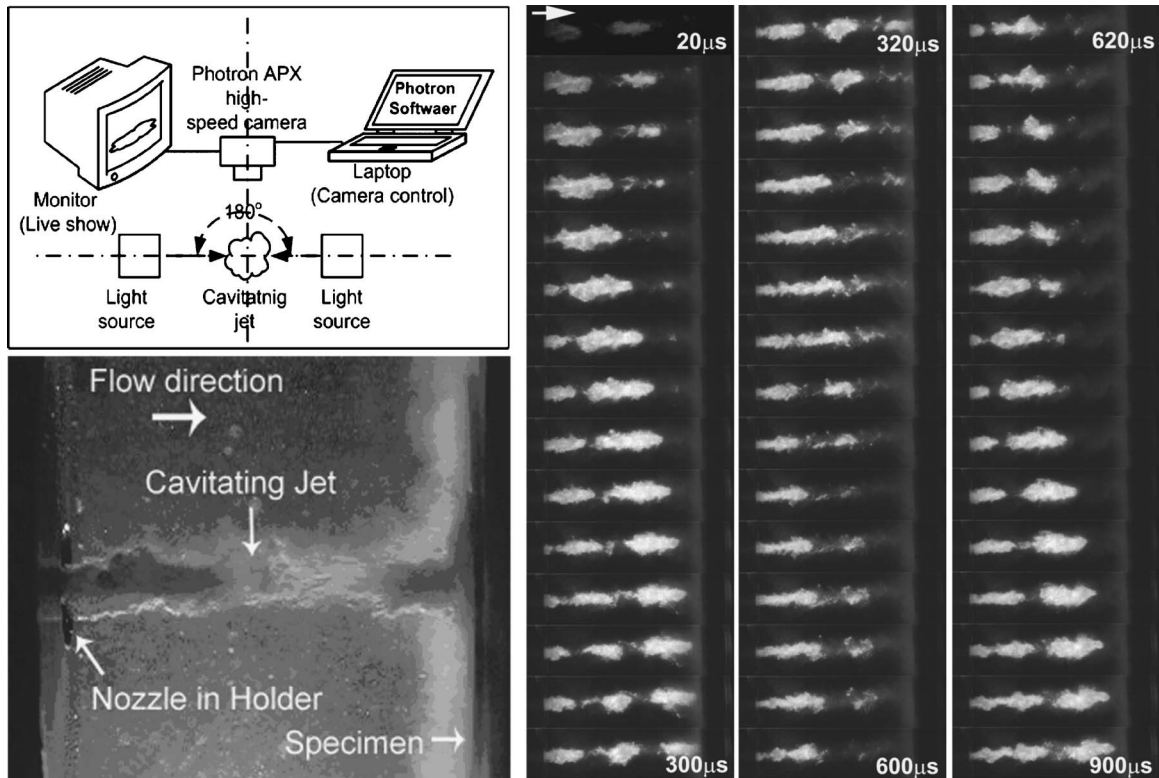 Photron APX
high-
speed camera
Photron
Softwaer
Monitor
(Live show)
Laptop
(Camera control)
180°
Light
source
Cavitatnig
jet
Light
source
Flow direction
Cavitating Jet
Nozzle in Holder
Specimen
20µs
300µs
320µs
600µs
620µs
900µs